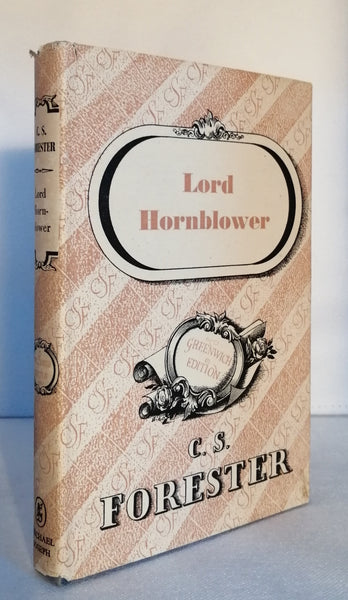 Lord
Hornblower
GREENWICH
EDITION
C. S.
FORESTER
C. S.
FORESTER
Lord
Horn-
blower
MICHAEL
JOSEPH